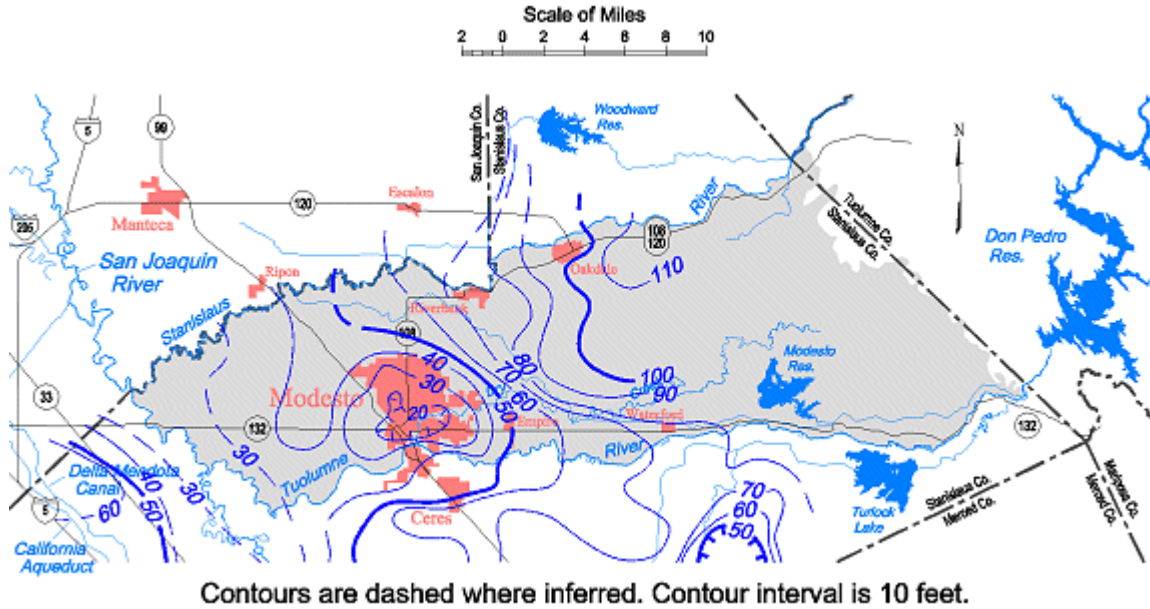 Scale of Miles
2 0 2 4 6 8 10
5
99
San Joaquin Co.
Stanislaus Co.
Woodward
Res.
N
Manteca
120
Escalon
River
Tuolumne Co.
Stanislaus Co.
205
108
120
Don Pedro
Res.
San Joaquin
River
Ripon
Oakdale
110
Stanislaus
Riverbank
108
40
30
80
70
60
50
100
90
Modesto
Res.
Modesto
20
33
132
Empire
Waterford
River
132
30
Tuolumne
Delta Mendota
Canal
40
30
60
50
5
California
Aqueduct
Ceres
70
60
50
Turlock
Lake
Stanislaus Co.
Merced Co.
Mariposa Co.
Merced Co.
Contours are dashed where inferred. Contour interval is 10 feet.